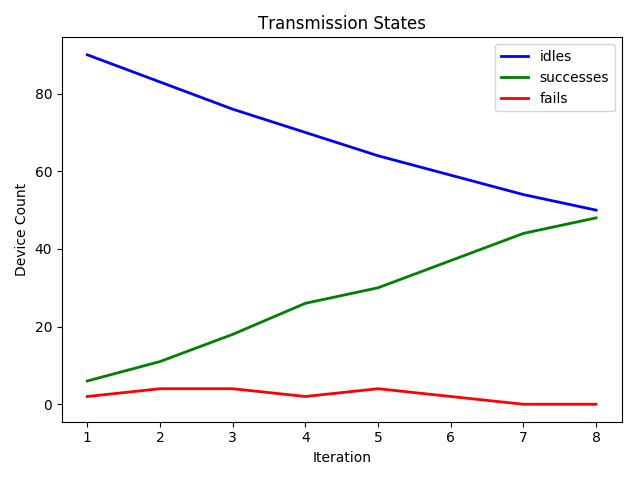 Transmission States
idles
successes
fails
Device Count
80
60
40
20
0
1 2 3 4 5 6 7 8
Iteration